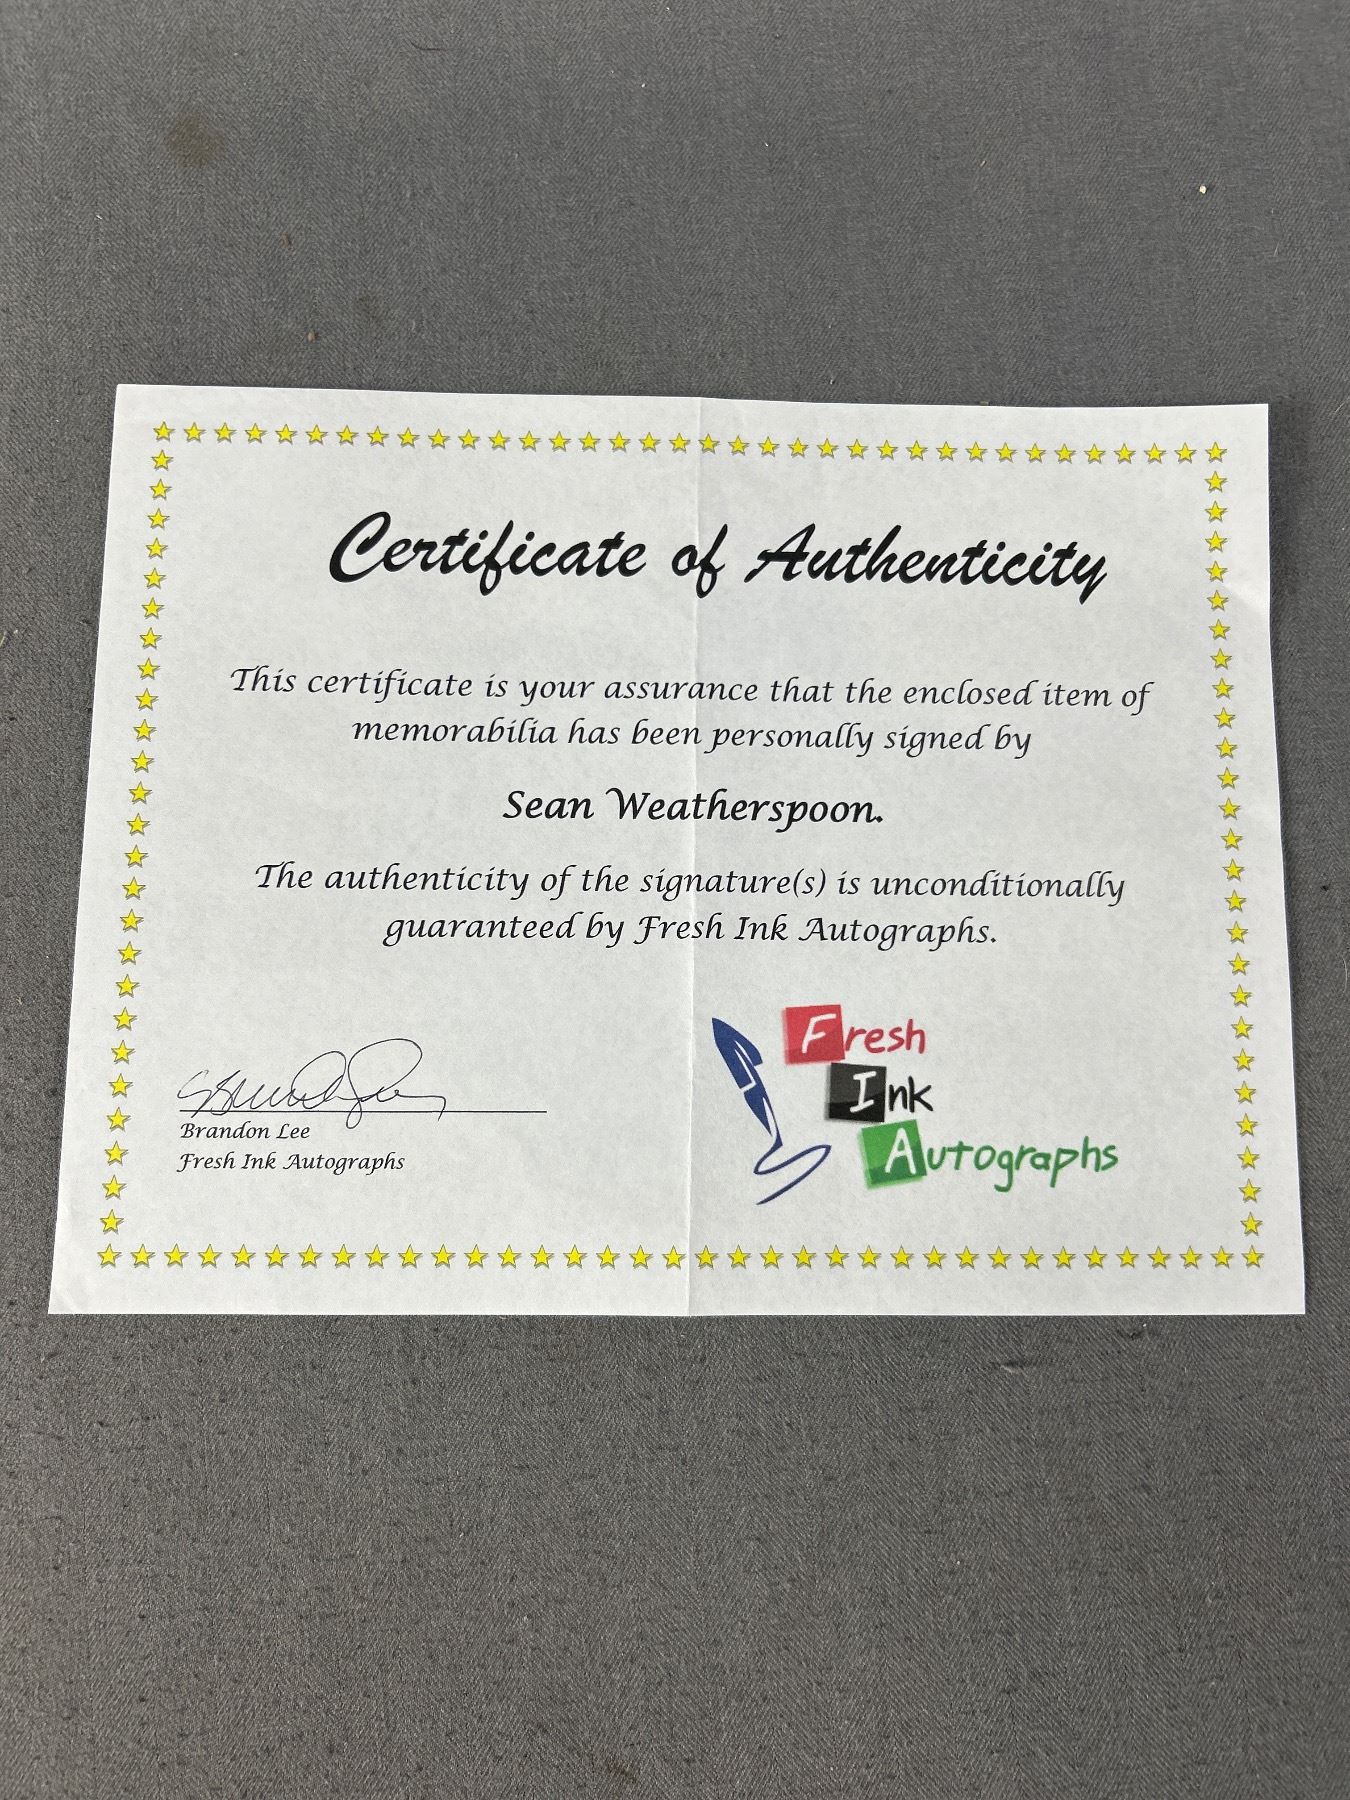 Certificate of Authenticity
This certificate is your assurance that the enclosed item of
memorabilia has been personally signed by
Sean Weatherspoon.
The authenticity of the signature(s) is unconditionally
guaranteed by Fresh Ink Autographs.
Brandon Lee
Fresh Ink Autographs
Fresh
Ink
Autographs